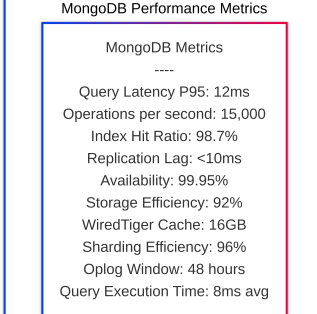 MongoDB Performance Metrics
MongoDB Metrics
----
Query Latency P95: 12ms
Operations per second: 15,000
Index Hit Ratio: 98.7%
Replication Lag: <10ms
Availability: 99.95%
Storage Efficiency: 92%
WiredTiger Cache: 16GB
Sharding Efficiency: 96%
Oplog Window: 48 hours
Query Execution Time: 8ms avg